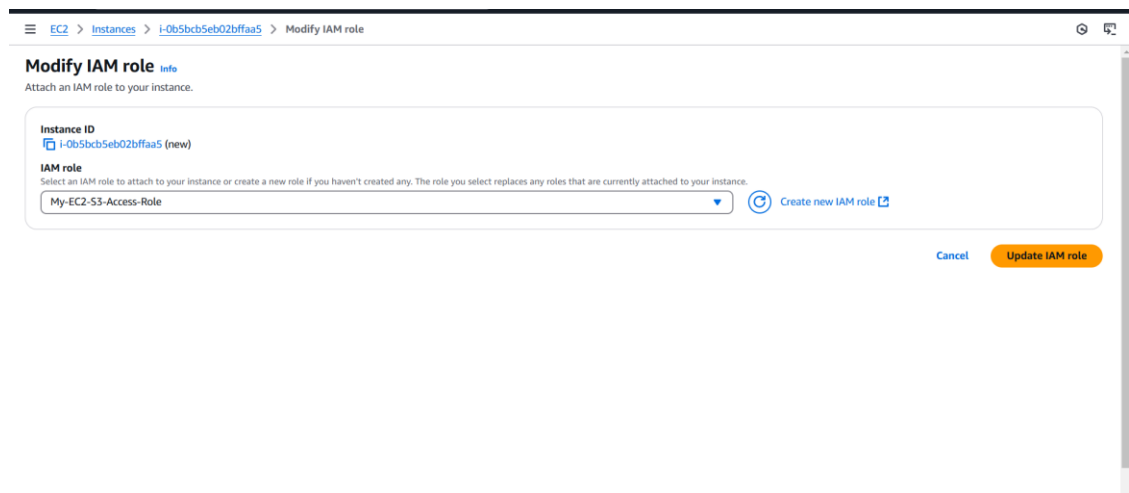 EC2 > Instances > i-0b5bcb5eb02bffaa5 > Modify IAM role
Modify IAM role Info
Attach an IAM role to your instance.
Instance ID
i-0b5bcb5eb02bffaa5 (new)
IAM role
Select an IAM role to attach to your instance or create a new role if you haven't created any. The role you select replaces any roles that are currently attached to your instance.
My-EC2-S3-Access-Role
Create new IAM role
Cancel Update IAM role